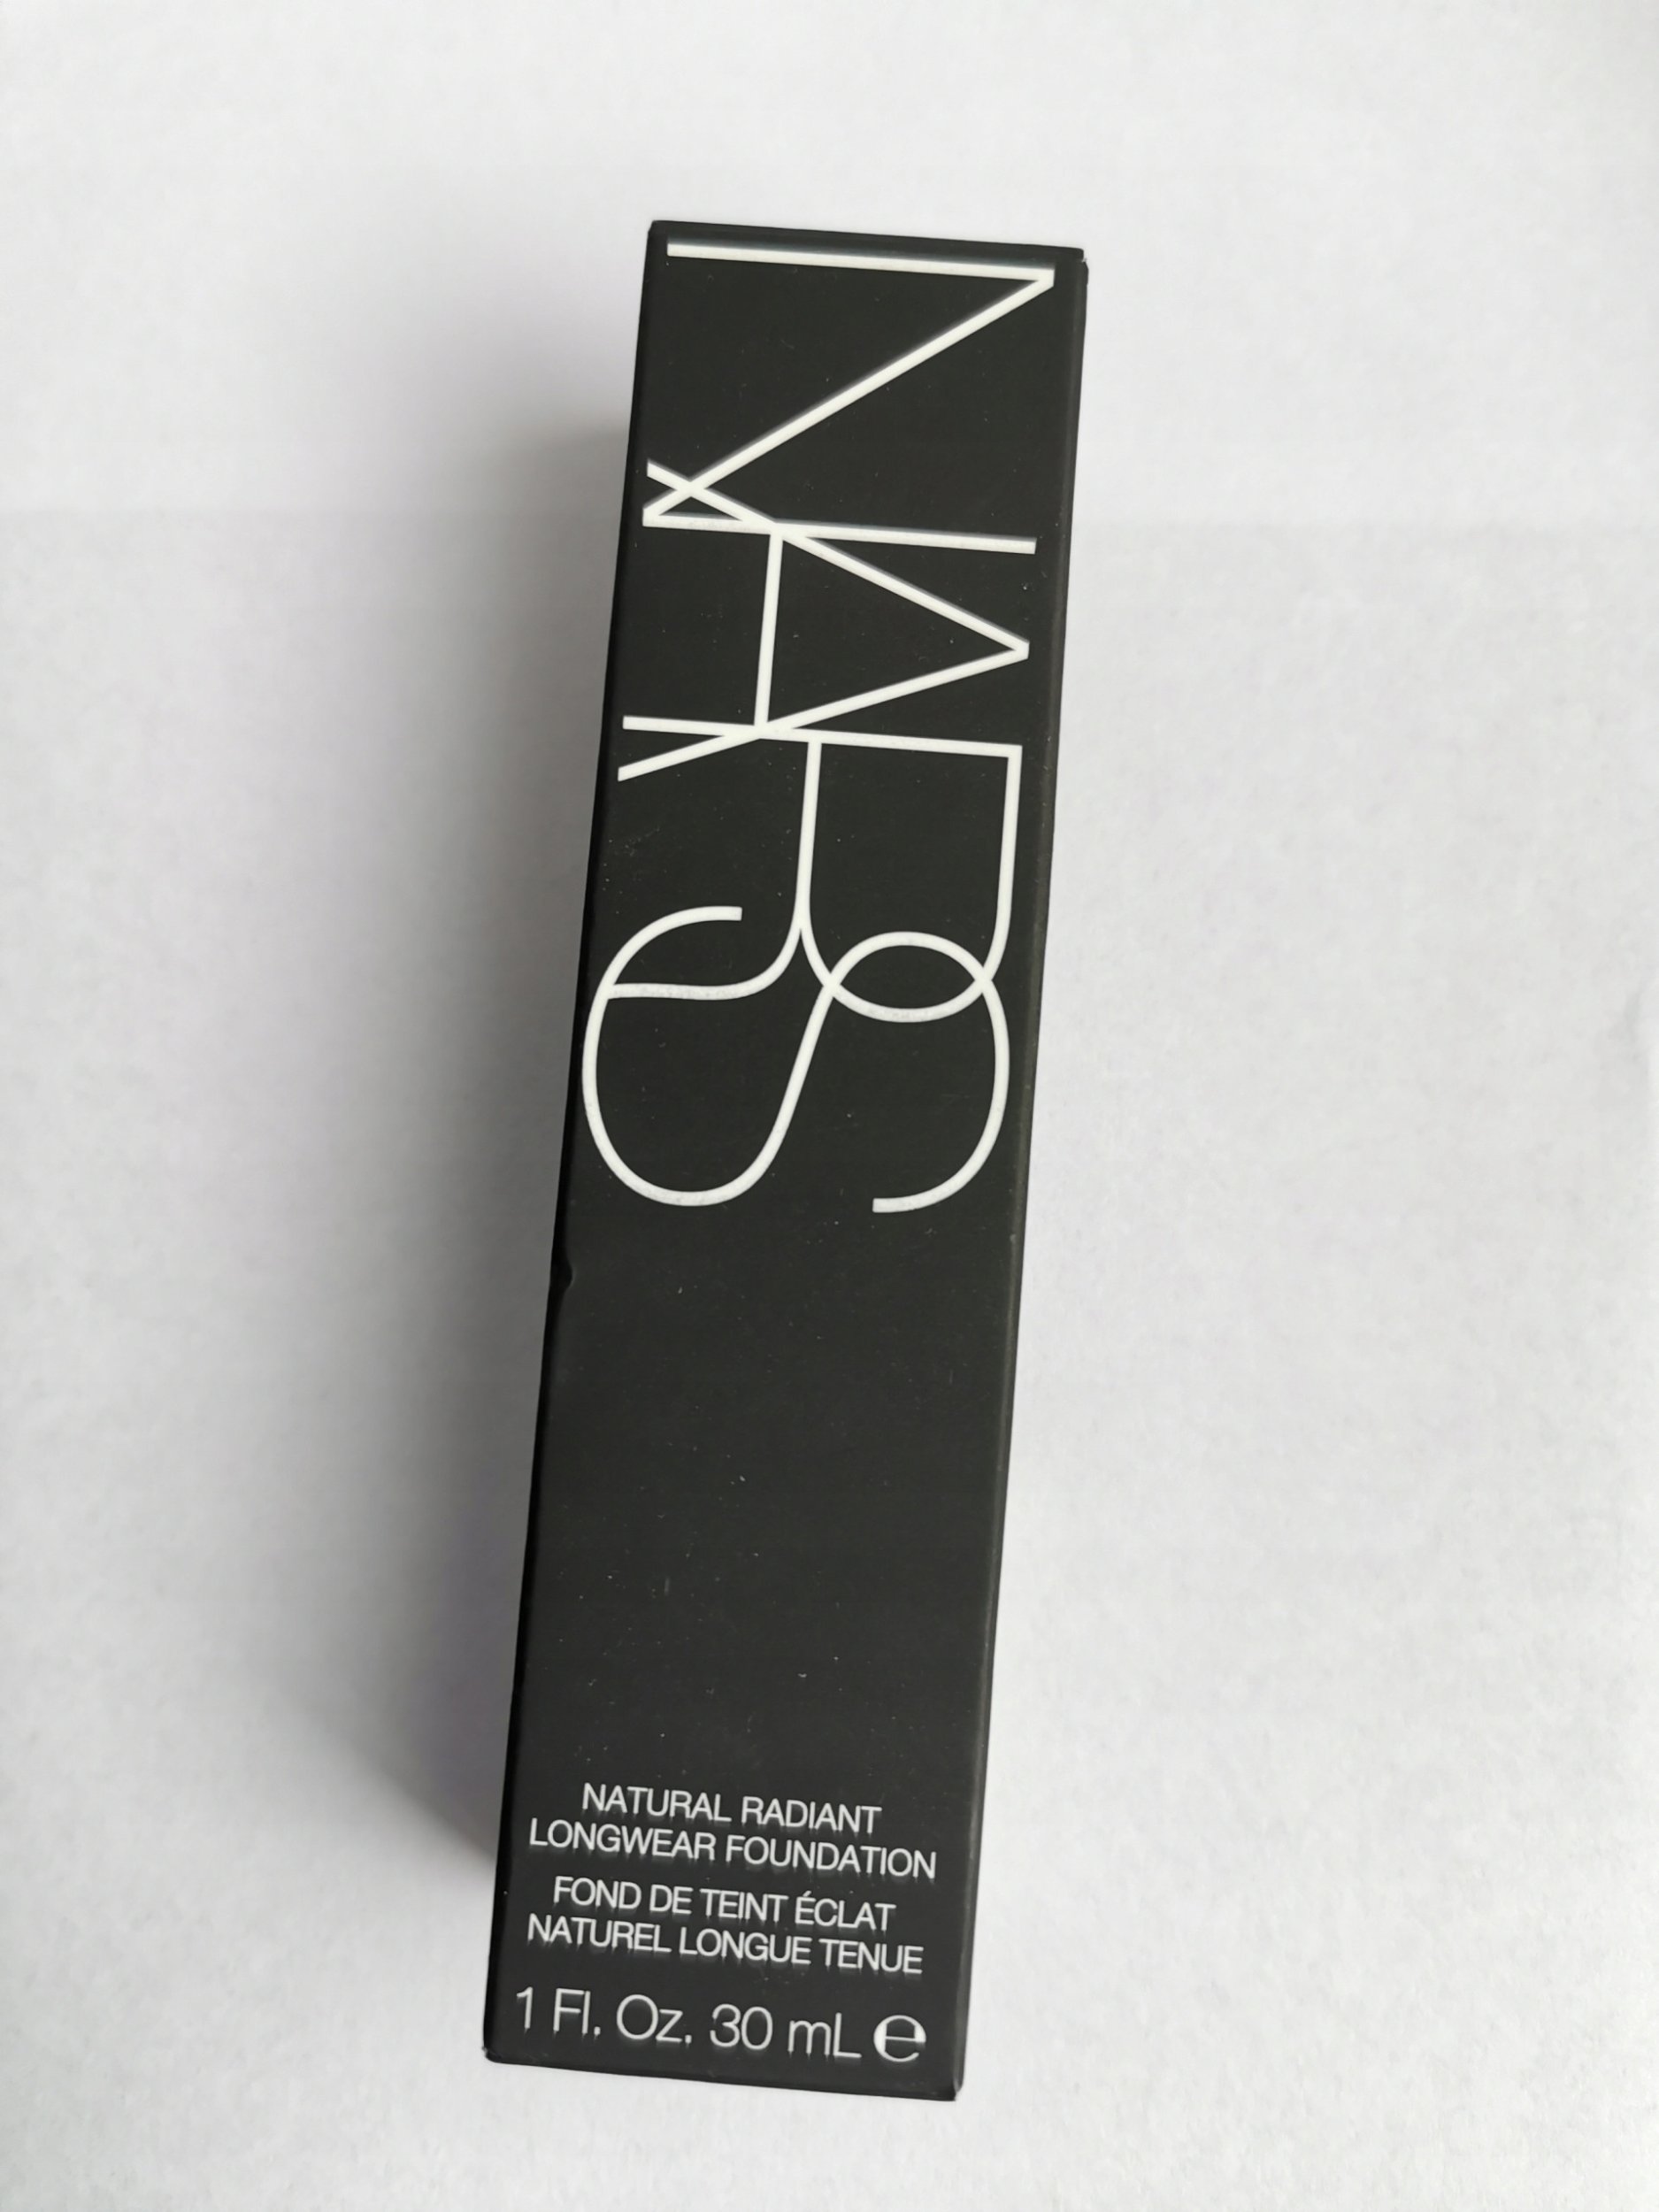 NARS
NATURAL RADIANT
LONGWEAR FOUNDATION
FOND DE TEINT ÉCLAT
NATUREL LONGUE TENUE
1 Fl. Oz. 30 mL ℮